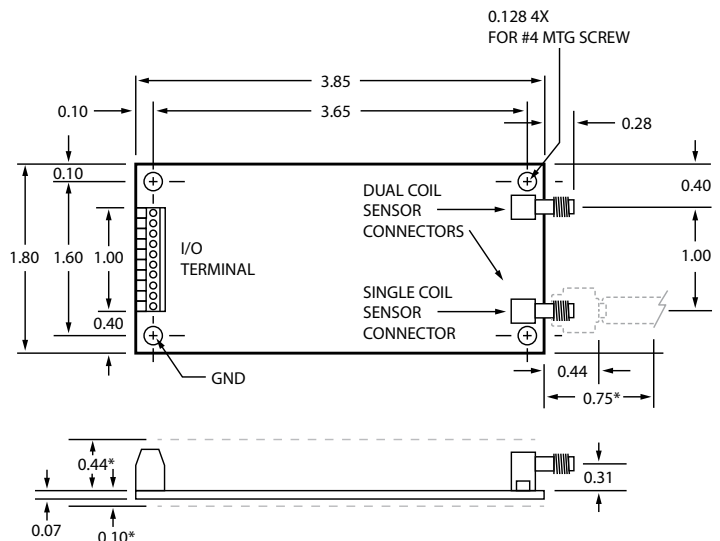 0.128 4X
FOR #4 MTG SCREW
3.85
0.10
3.65
0.28
0.10
DUAL COIL
SENSOR
CONNECTORS
0.40
1.80
1.60
1.00
I/O
TERMINAL
1.00
SINGLE COIL
SENSOR
CONNECTOR
0.40
GND
0.44
0.75*
0.44*
0.31
0.07
0.10*